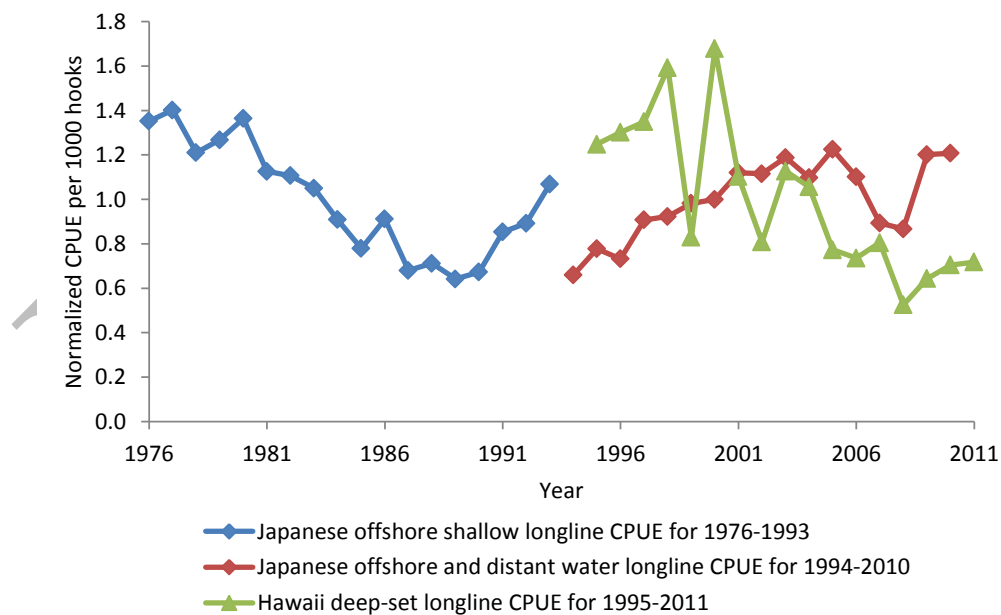 Normalized CPUE per 1000 hooks
1.8
1.6
1.4
1.2
1.0
0.8
0.6
0.4
0.2
0.0
1976 1981 1986 1991 1996 2001 2006 2011
Year
Japanese offshore shallow longline CPUE for 1976-1993
Japanese offshore and distant water longline CPUE for 1994-2010
Hawaii deep-set longline CPUE for 1995-2011